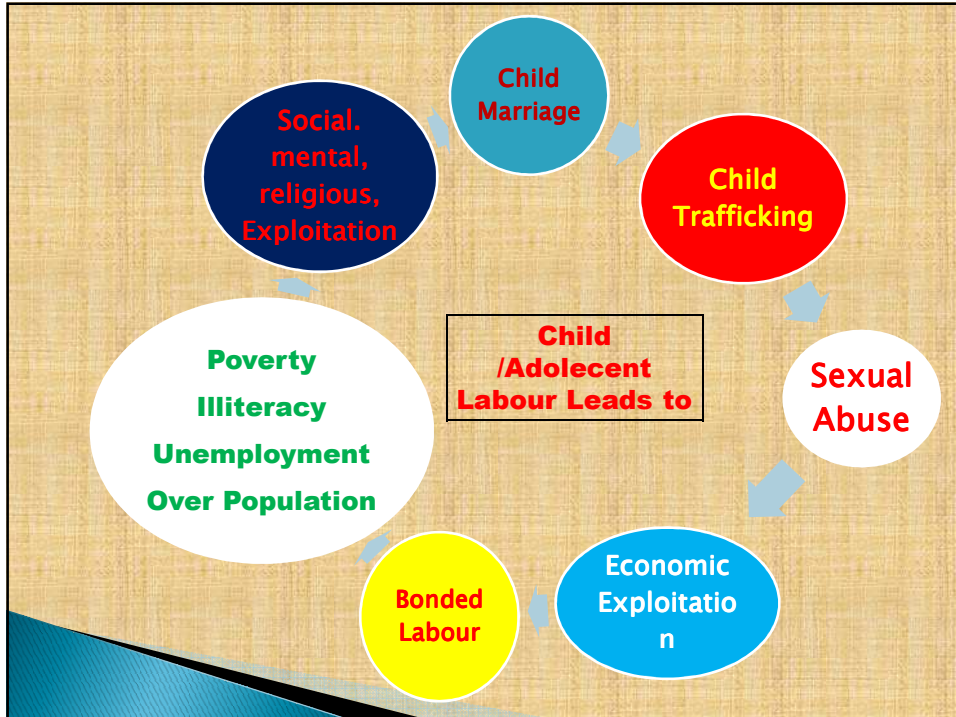 Child
Marriage
Child
Trafficking
Sexual
Abuse
Economic
Exploitatio
n
Bonded
Labour
Poverty
Illiteracy
Unemployment
Over Population
Social.
mental,
religious,
Exploitation
Child
/Adolecent
Labour Leads to